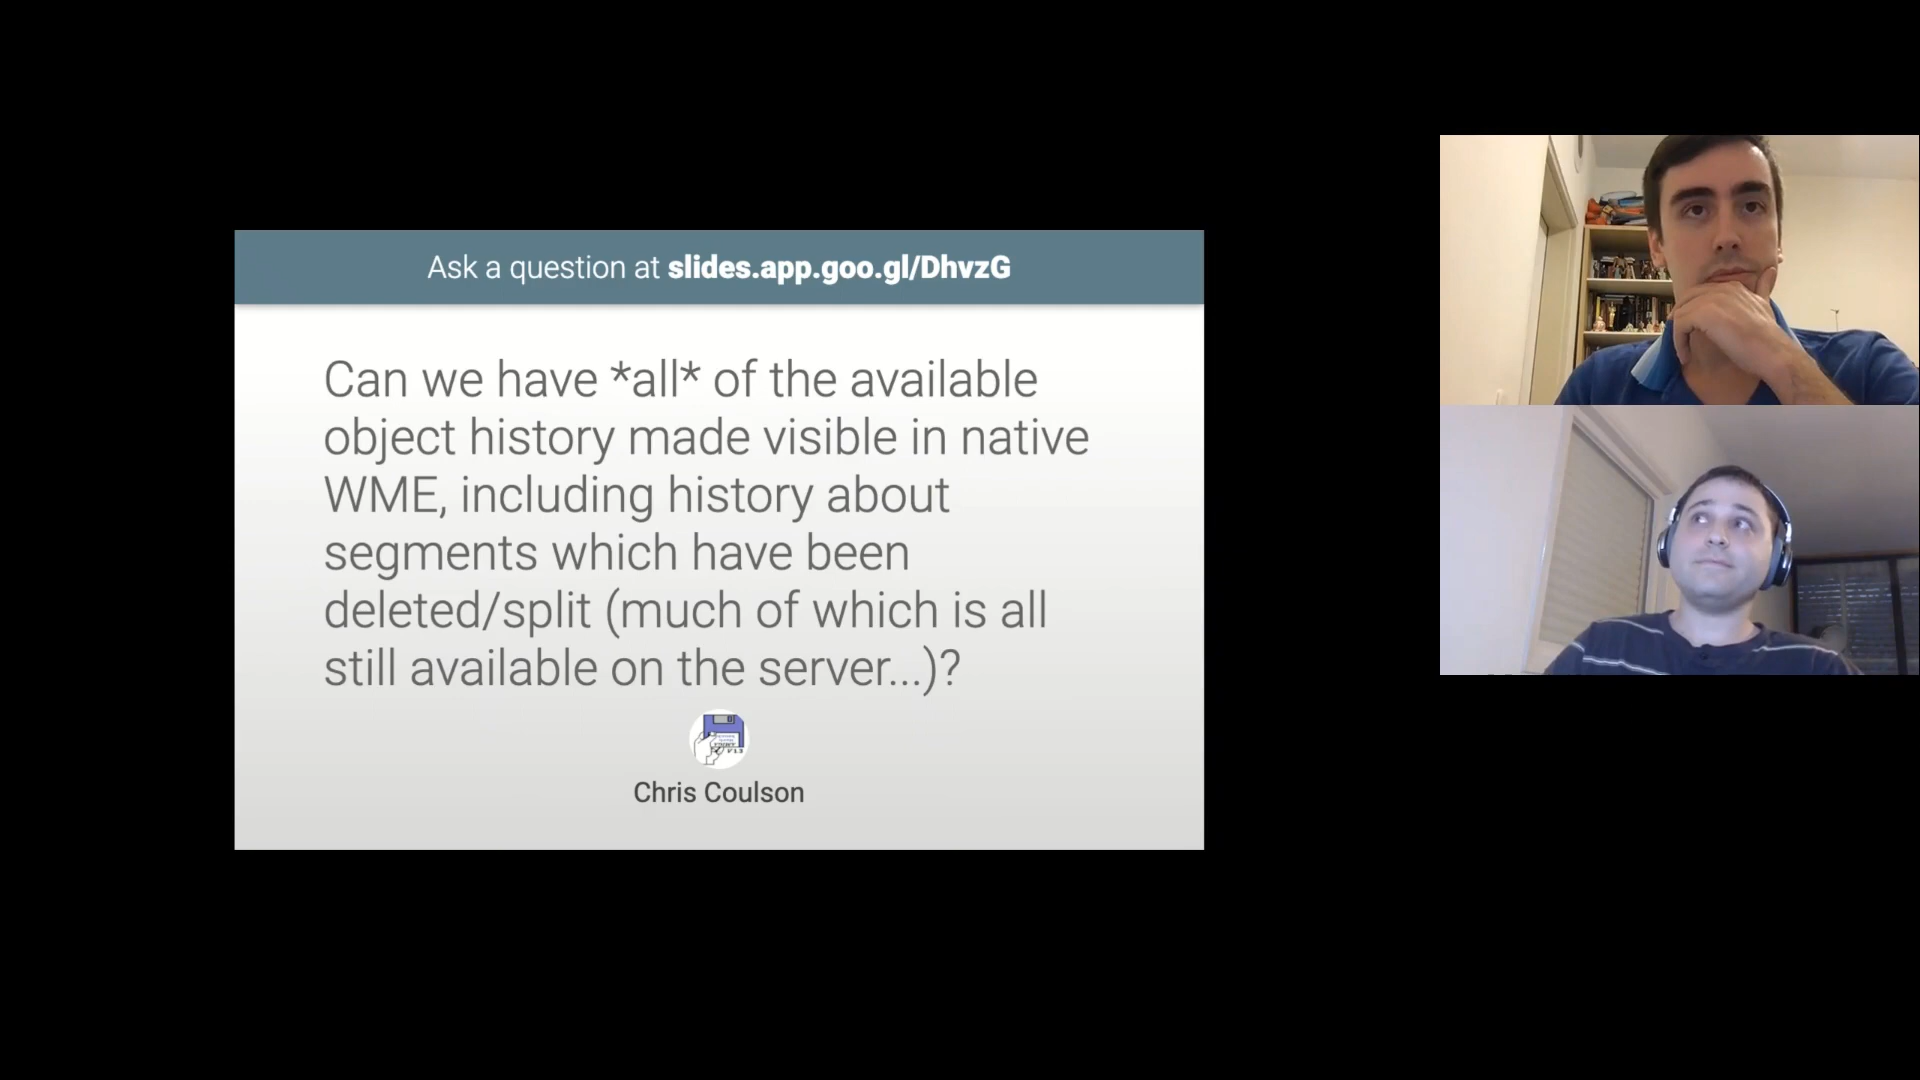 Ask a question at slides.app.goo.gl/DhvzG
Can we have *all* of the available
object history made visible in native
WME, including history about
segments which have been
deleted/split (much of which is all
still available on the server...)?
Chris Coulson